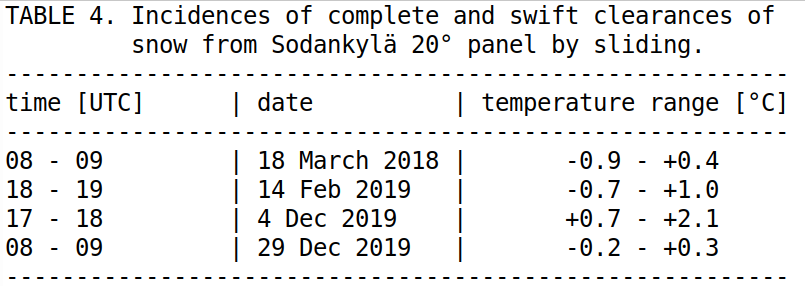 TABLE 4. Incidences of complete and swift clearances of
         snow from Sodankylä 20° panel by sliding.
--------------------------------------------------------
time [UTC]      | date          | temperature range [°C]
--------------------------------------------------------
08 - 09         | 18 March 2018 |       -0.9 - +0.4
18 - 19         | 14 Feb 2019   |       -0.7 - +1.0
17 - 18         | 4 Dec 2019    |       +0.7 - +2.1
08 - 09         | 29 Dec 2019   |       -0.2 - +0.3
--------------------------------------------------------